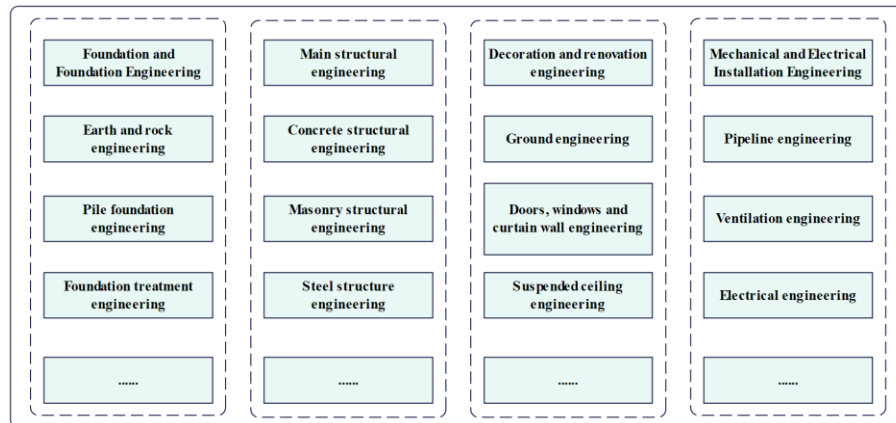 Foundation and
Foundation Engineering
Earth and rock
engineering
Pile foundation
engineering
Foundation treatment
engineering
......
Main structural
engineering
Concrete structural
engineering
Masonry structural
engineering
Steel structure
engineering
......
Decoration and renovation
engineering
Ground engineering
Doors, windows and
curtain wall engineering
Suspended ceiling
engineering
......
Mechanical and Electrical
Installation Engineering
Pipeline engineering
Ventilation engineering
Electrical engineering
......